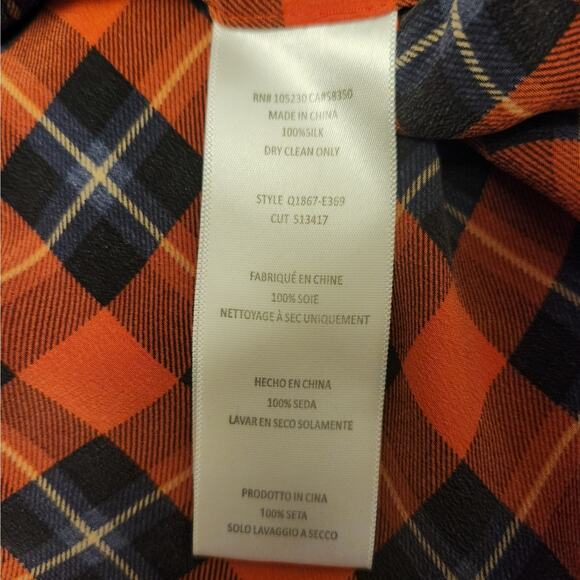 RN# 105230 CA#58350
MADE IN CHINA
100%SILK
DRY CLEAN ONLY
STYLE Q1867-E369
CUT 513417
FABRIQUÉ EN CHINE
100% SOIE
NETTOYAGE À SEC UNIQUEMENT
HECHO EN CHINA
100% SEDA
LAVAR EN SECO SOLAMENTE
PRODOTTO IN CINA
100% SETA
SOLO LAVAGGIO A SECCO